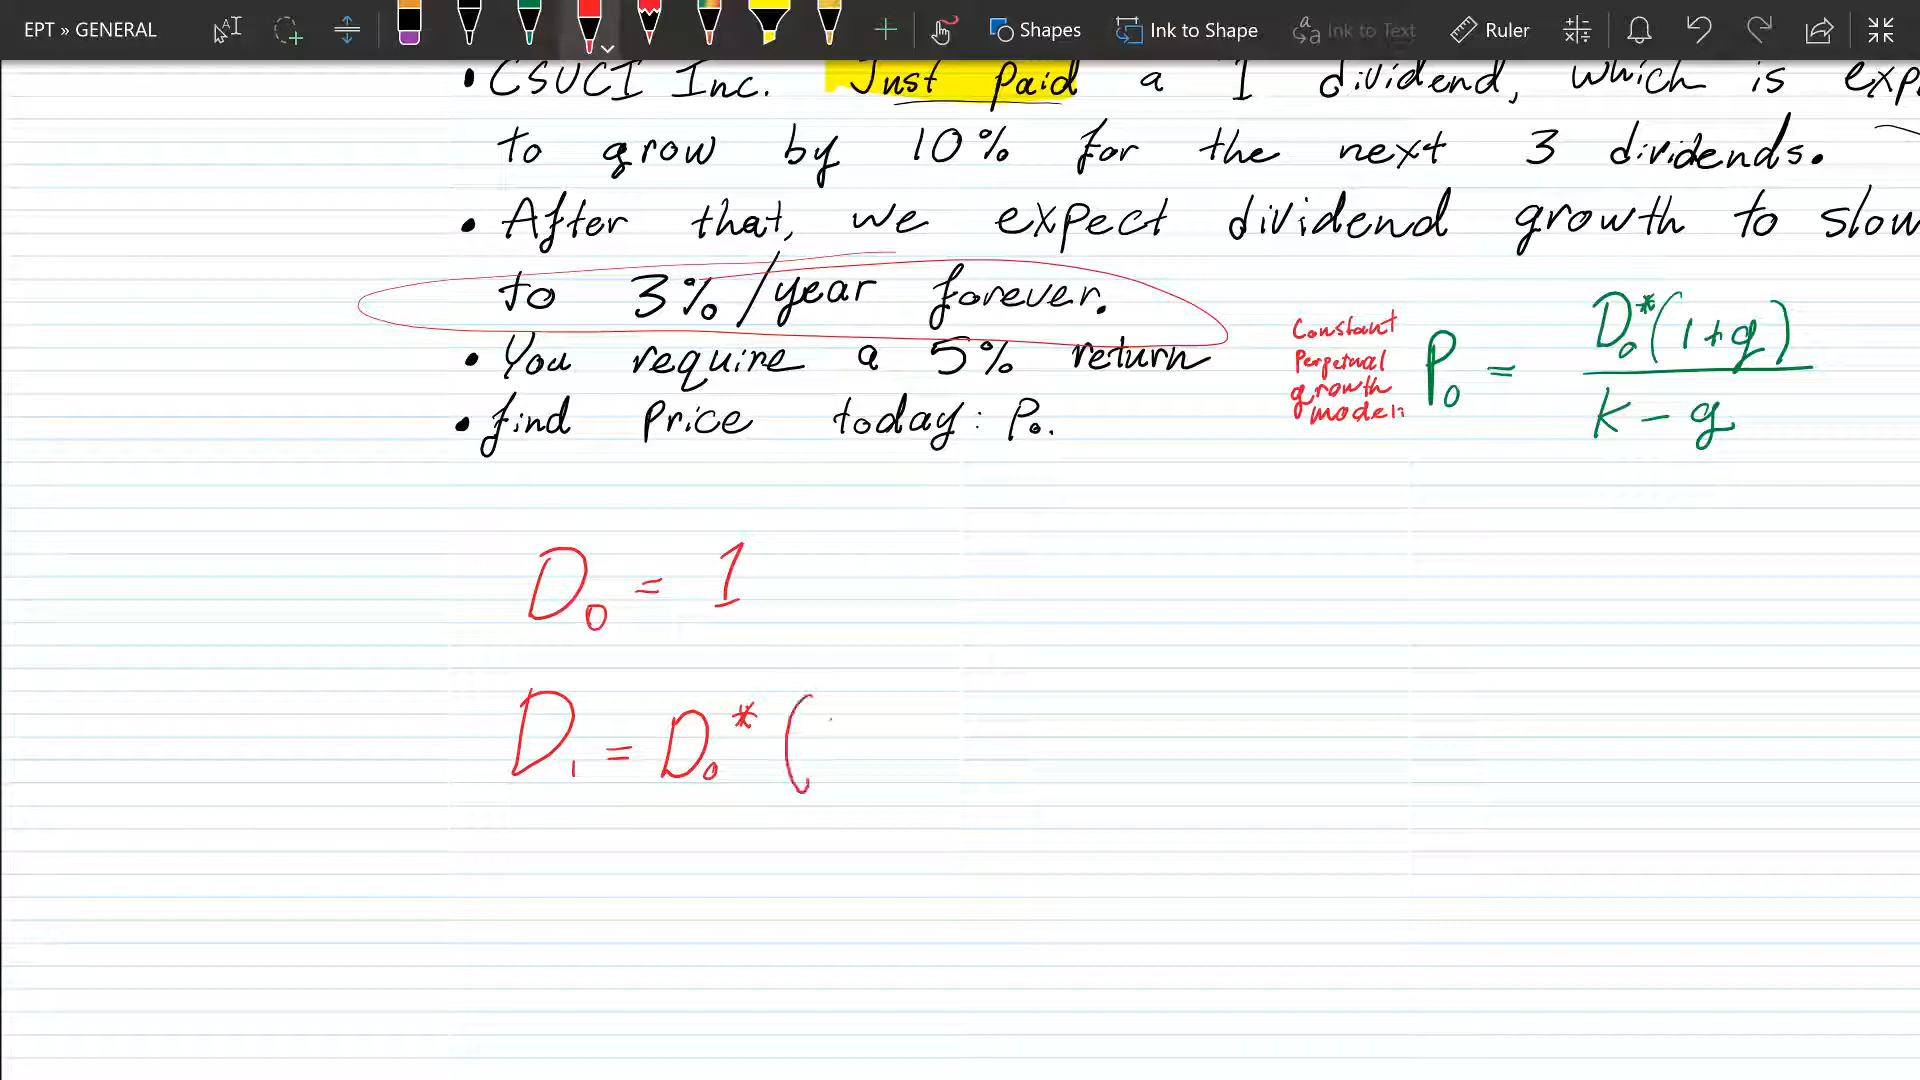 EPT » GENERAL
Shapes
Ink to Shape
Ink to Text
Ruler
• CSUCI Inc. Just Paid a 1 dividend, which is exp
to grow by 10% for the next 3 dividends.
• After that, we expect dividend growth to slow
to 3%/year forever.
• You require a 5% return
• find Price today: P₀.
Constant
Perpetual
growth
model:
P₀ = D₀*(1+g) / k - g
D₀ = 1
D₁ = D₀* (